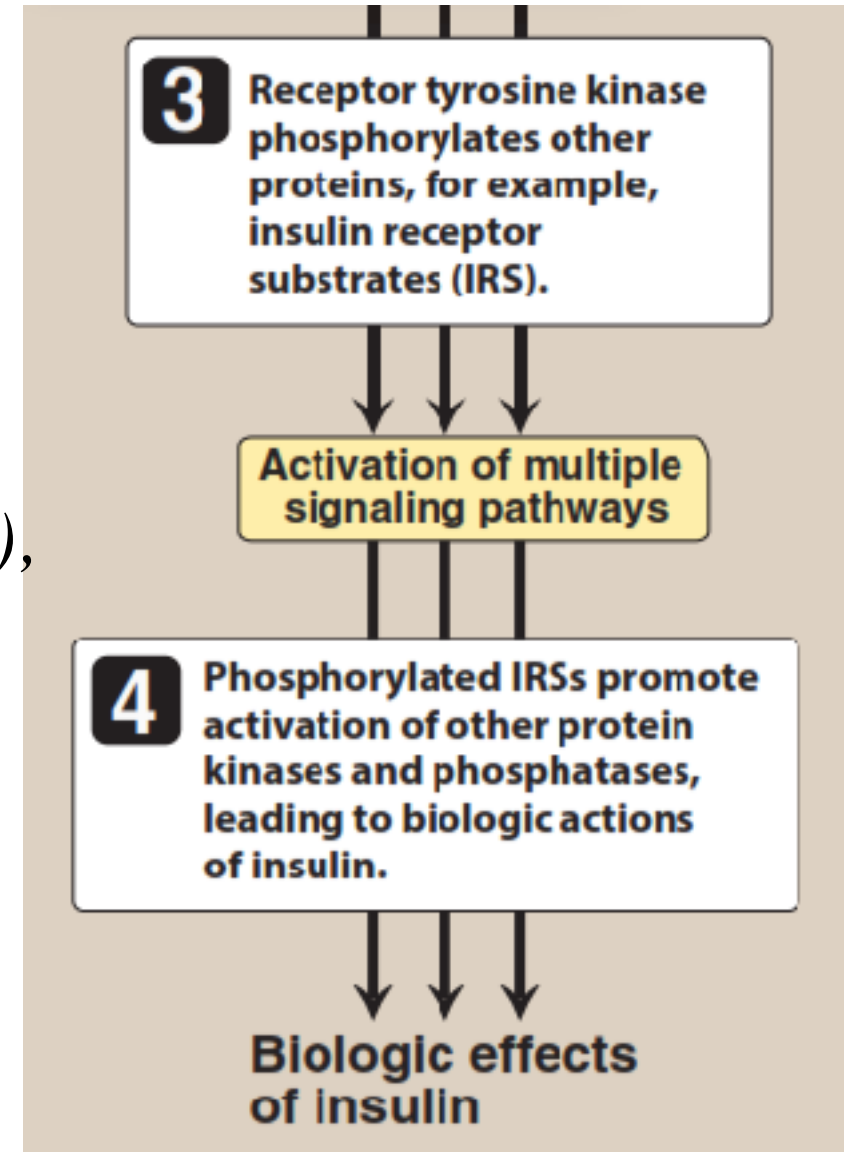 3
Receptor tyrosine kinase
phosphorylates other
proteins, for example,
insulin receptor
substrates (IRS).
Activation of multiple
signaling pathways
),
4
Phosphorylated IRSs promote
activation of other protein
kinases and phosphatases,
leading to biologic actions
of insulin.
Biologic effects
of insulin